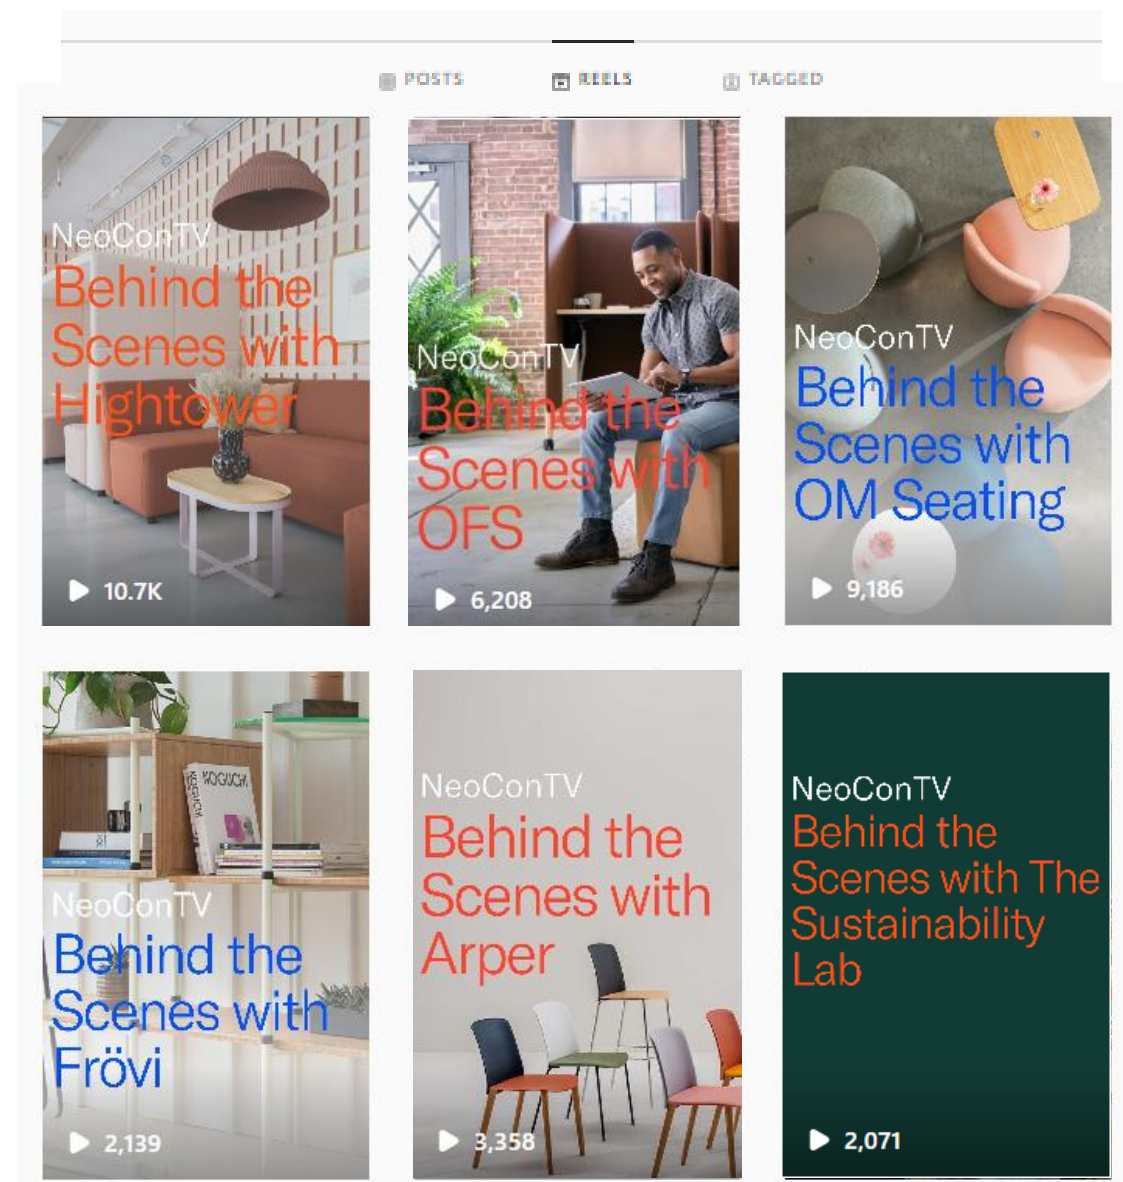 POSTS REELS TAGGED
NeoConTV
Behind the
Scenes with
Hightower
10.7K
NeoConTV
Behind the
Scenes with
OFS
6,208
NeoConTV
Behind the
Scenes with
OM Seating
9,186
KOGUCHI
KOGUCHI
NeoConTV
Behind the
Scenes with
Frövi
2,139
NeoConTV
Behind the
Scenes with
Arper
3,358
NeoConTV
Behind the
Scenes with The
Sustainability
Lab
2,071